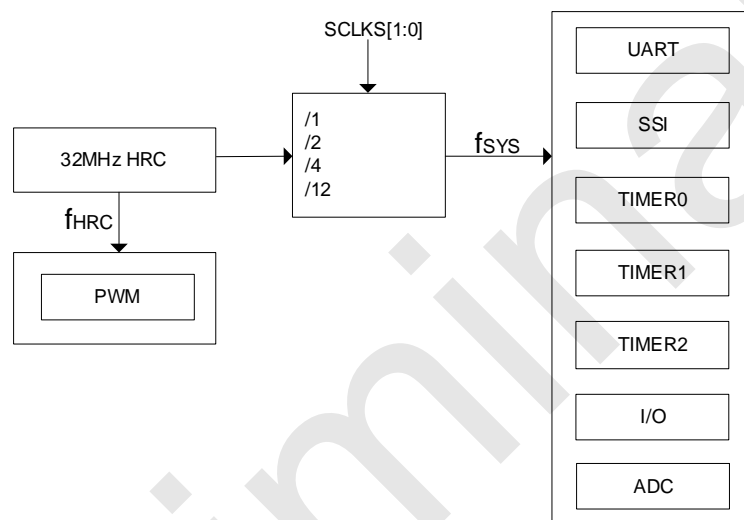 SCLKS[1:0]
/1
/2
/4
/12
32MHz HRC
fHRC
PWM
fSYS
UART
SSI
TIMER0
TIMER1
TIMER2
I/O
ADC